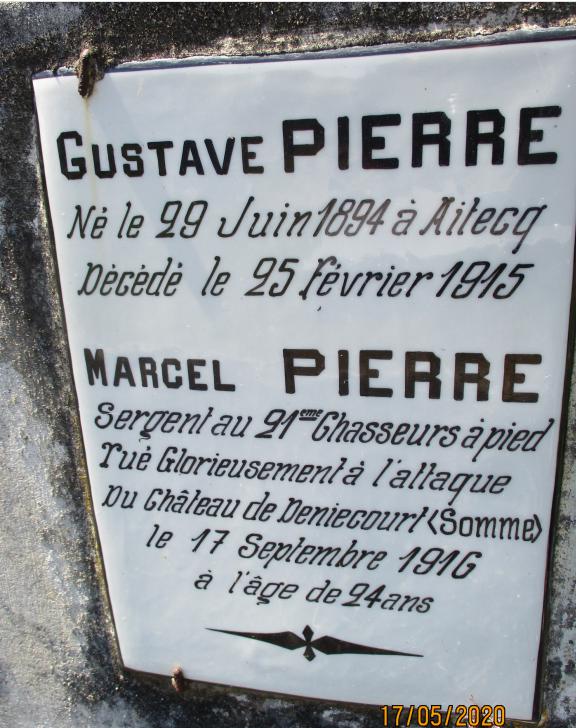 GUSTAVE PIERRE
Né le 29 Juin 1894 à Aitecq
Décédé le 25 février 1915
MARCEL PIERRE
Sergent au 21eme Chasseurs à pied
Tué Glorieusement à l'attaque
Du Château de Deniecourt (Somme)
le 17 Septembre 1916
à l'âge de 24 ans
17/05/2020